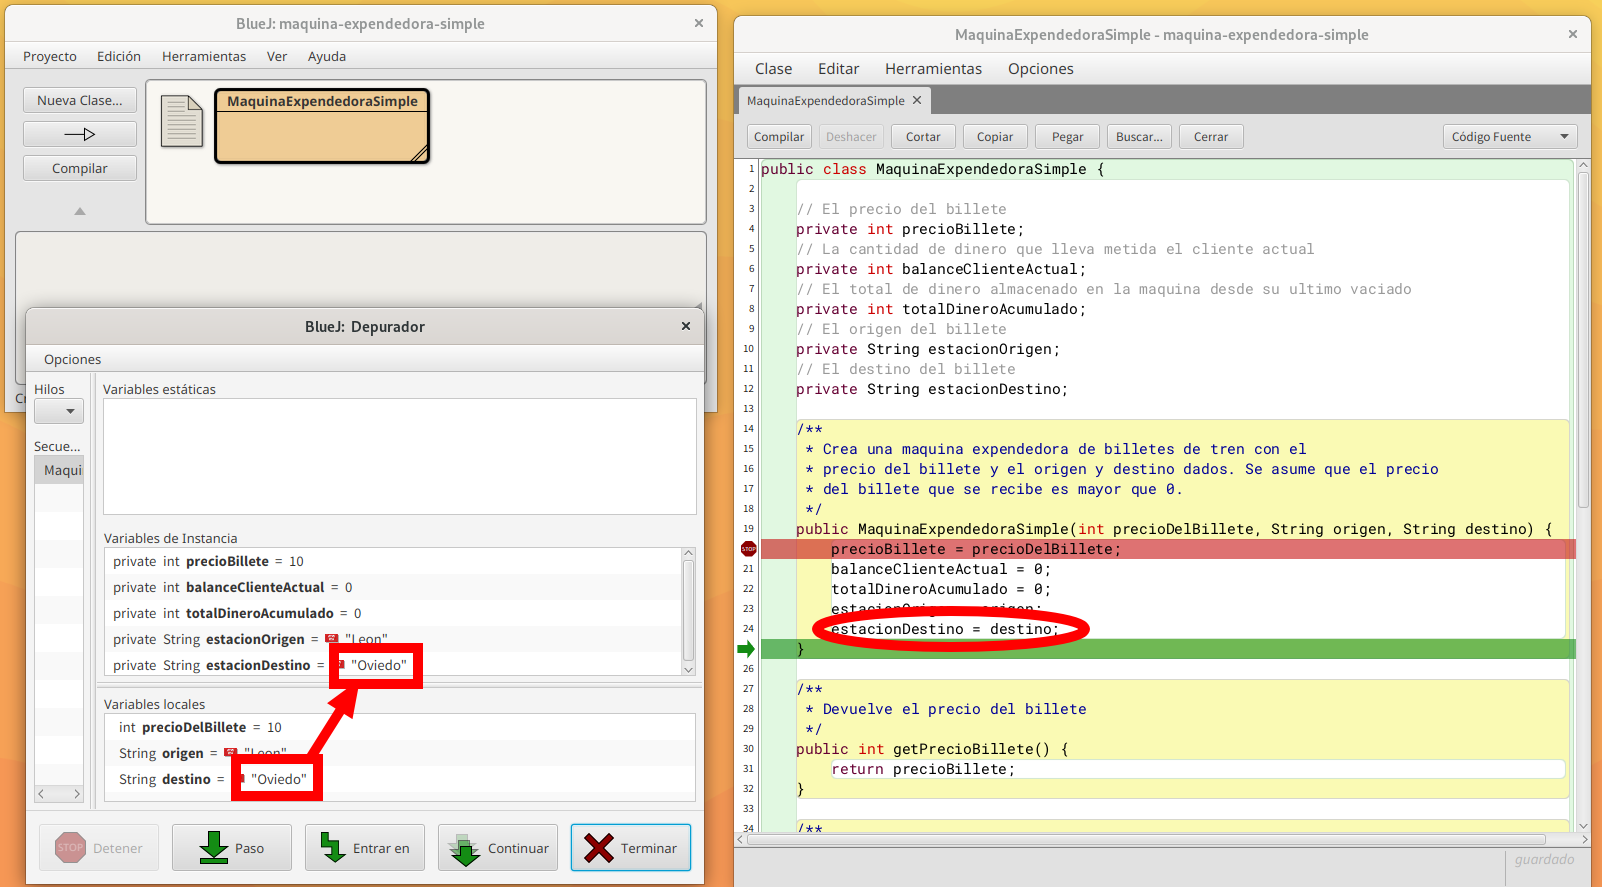 BlueJ: maquina-expendedora-simple
Proyecto Edición Herramientas Ver Ayuda
Nueva Clase...
Compilar
MaquinaExpendedoraSimple
BlueJ: Depurador
Opciones
Hilos
Secue...
Maqui
Variables estáticas
Variables de Instancia
private int precioBillete = 10
private int balanceClienteActual = 0
private int totalDineroAcumulado = 0
private String estacionOrigen = "Leon"
private String estacionDestino = "Oviedo"
Variables locales
int precioDelBillete = 10
String origen = "Leon"
String destino = "Oviedo"
STOP Detener Paso Entrar en Continuar Terminar
MaquinaExpendedoraSimple - maquina-expendedora-simple
Clase Editar Herramientas Opciones
MaquinaExpendedoraSimple
Compilar Deshacer Cortar Copiar Pegar Buscar... Cerrar Código Fuente
1 public class MaquinaExpendedoraSimple {
2
3 // El precio del billete
4 private int precioBillete;
5 // La cantidad de dinero que lleva metida el cliente actual
6 private int balanceClienteActual;
7 // El total de dinero almacenado en la maquina desde su ultimo vaciado
8 private int totalDineroAcumulado;
9 // El origen del billete
10 private String estacionOrigen;
11 // El destino del billete
12 private String estacionDestino;
13
14 /**
15 * Crea una maquina expendedora de billetes de tren con el
16 * precio del billete y el origen y destino dados. Se asume que el precio
17 * del billete que se recibe es mayor que 0.
18 */
19 public MaquinaExpendedoraSimple(int precioDelBillete, String origen, String destino) {
STOP precioBillete = precioDelBillete;
21 balanceClienteActual = 0;
22 totalDineroAcumulado = 0;
23 estacionOrigen = origen;
24 estacionDestino = destino;
}
26
27 /**
28 * Devuelve el precio del billete
29 */
30 public int getPrecioBillete() {
31 return precioBillete;
32 }
33
34 /**
guardado